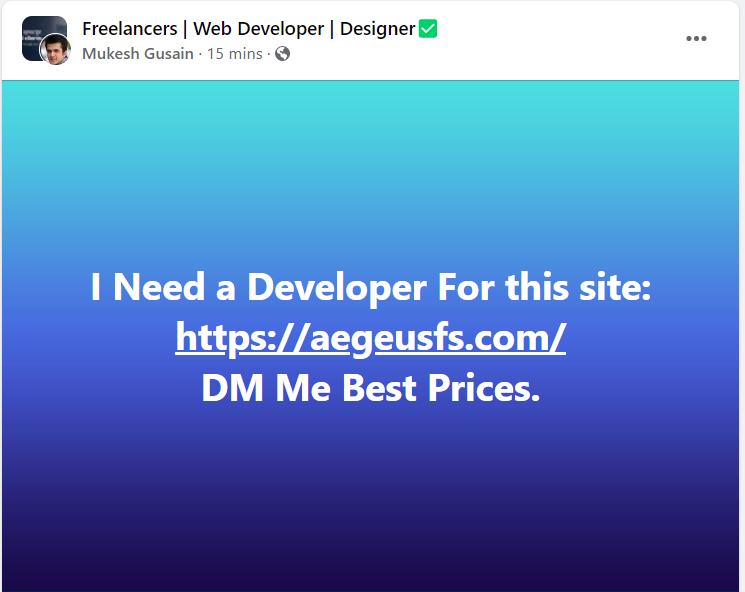 Freelancers | Web Developer | Designer✅
Mukesh Gusain · 15 mins ·
I Need a Developer For this site:
https://aegeusfs.com/
DM Me Best Prices.